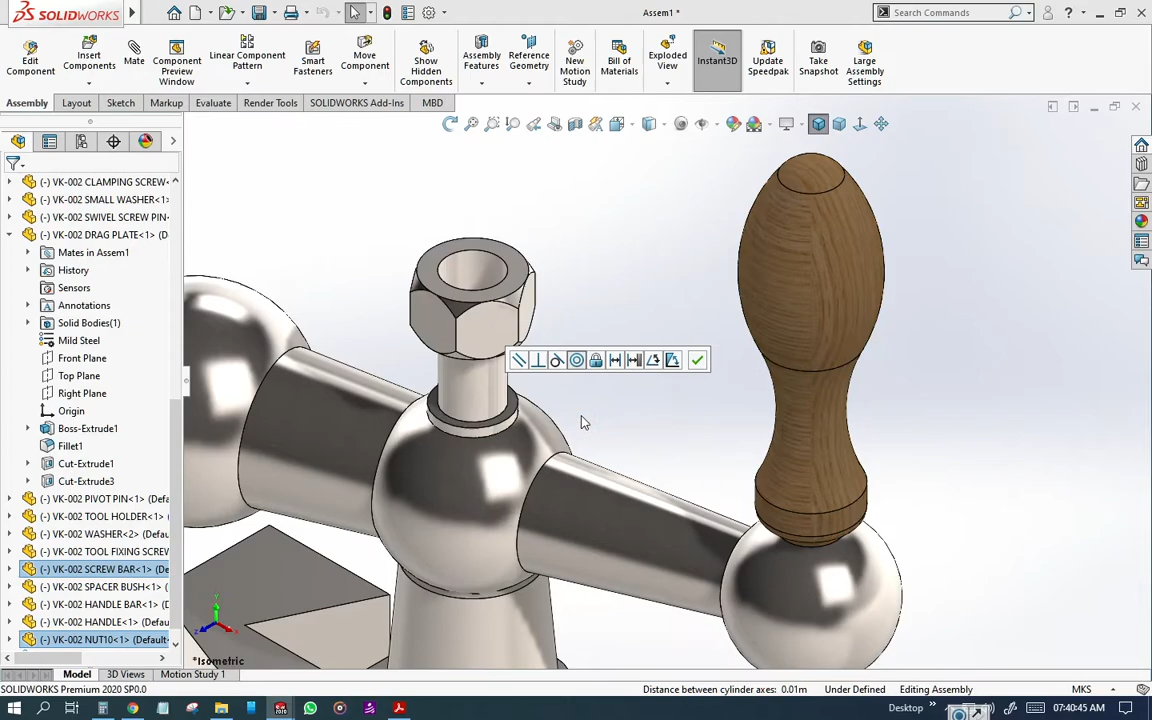 SOLIDWORKS
Assem1 *
Search Commands
Edit Component
Insert Components
Mate
Component Preview Window
Linear Component Pattern
Smart Fasteners
Move Component
Show Hidden Components
Assembly Features
Reference Geometry
New Motion Study
Bill of Materials
Exploded View
Instant3D
Update Speedpak
Take Snapshot
Large Assembly Settings
Assembly
Layout
Sketch
Markup
Evaluate
Render Tools
SOLIDWORKS Add-Ins
MBD
(-) VK-002 CLAMPING SCREW<
(-) VK-002 SMALL WASHER<1>
(-) VK-002 SWIVEL SCREW PIN
(-) VK-002 DRAG PLATE<1> (D
Mates in Assem1
History
Sensors
Annotations
Solid Bodies(1)
Mild Steel
Front Plane
Top Plane
Right Plane
Origin
Boss-Extrude1
Fillet1
Cut-Extrude1
Cut-Extrude3
(-) VK-002 PIVOT PIN<1> (Def
(-) VK-002 TOOL HOLDER<1>
(-) VK-002 WASHER<2> (Defa
(-) VK-002 TOOL FIXING SCREW
(-) VK-002 SCREW BAR<1> (De
(-) VK-002 SPACER BUSH<1> (
(-) VK-002 HANDLE BAR<1> (
(-) VK-002 HANDLE<1> (Defau
(-) VK-002 NUT10<1> (Default
*Isometric
Model
3D Views
Motion Study 1
SOLIDWORKS Premium 2020 SP0.0
Distance between cylinder axes: 0.01m
Under Defined
Editing Assembly
MKS
Desktop
07:40:45 AM